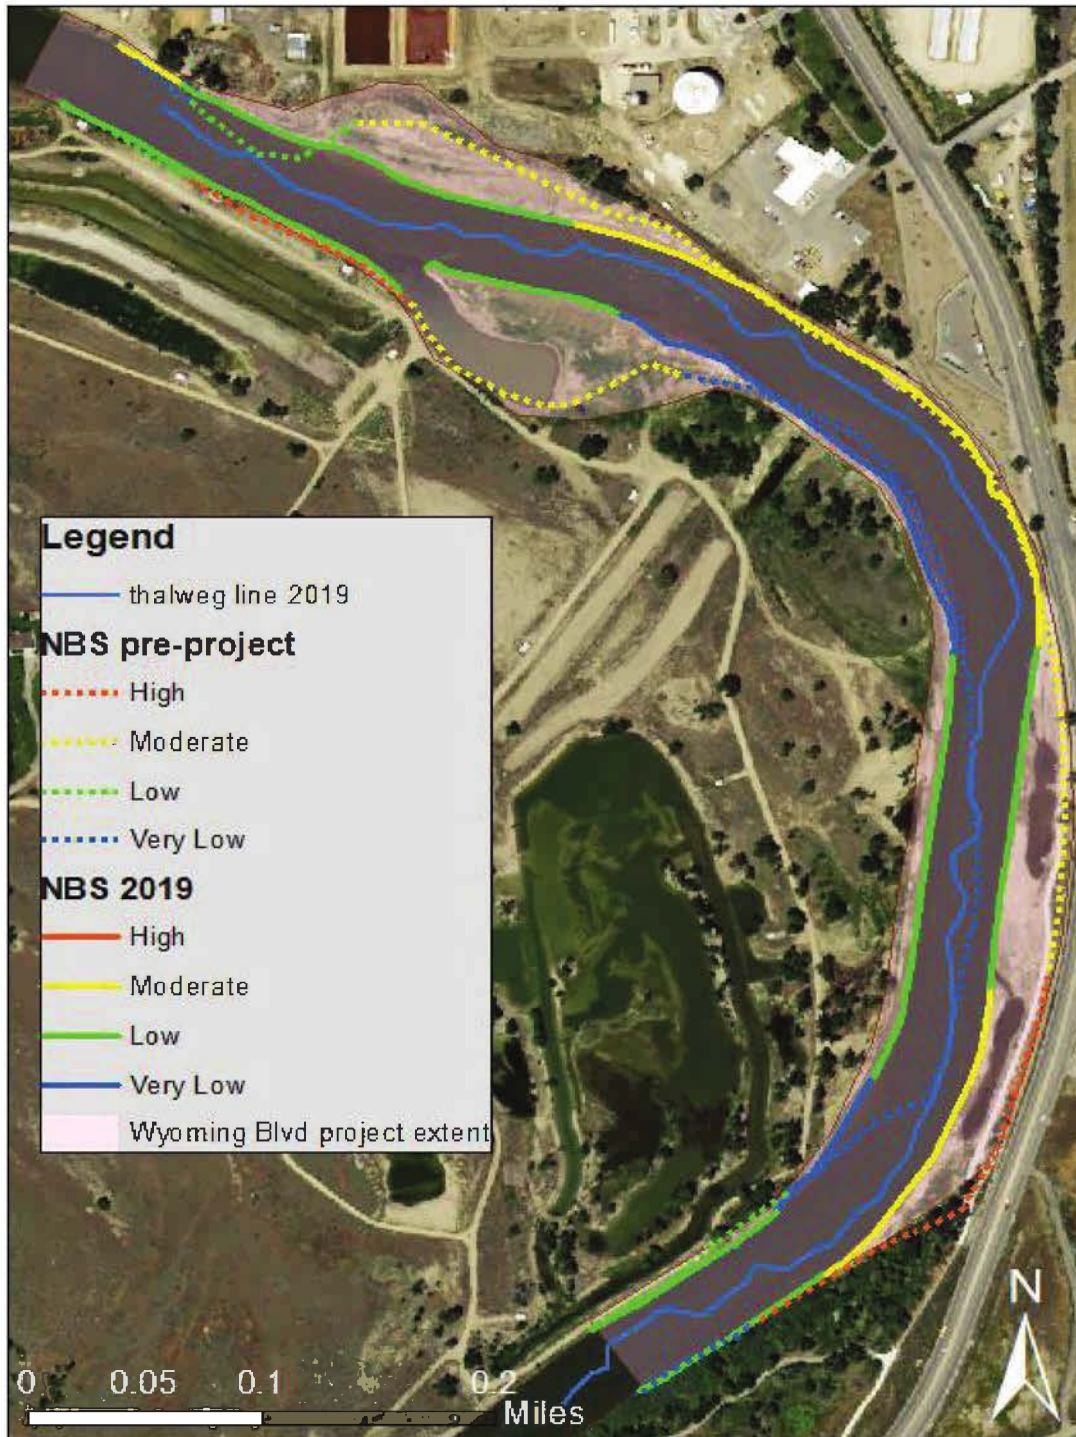 Legend
thalweg line 2019
NBS pre-project
High
Moderate
Low
Very Low
NBS 2019
High
Moderate
Low
Very Low
Wyoming Blvd project extent
N
0 0.05 0.1 0.2
Miles